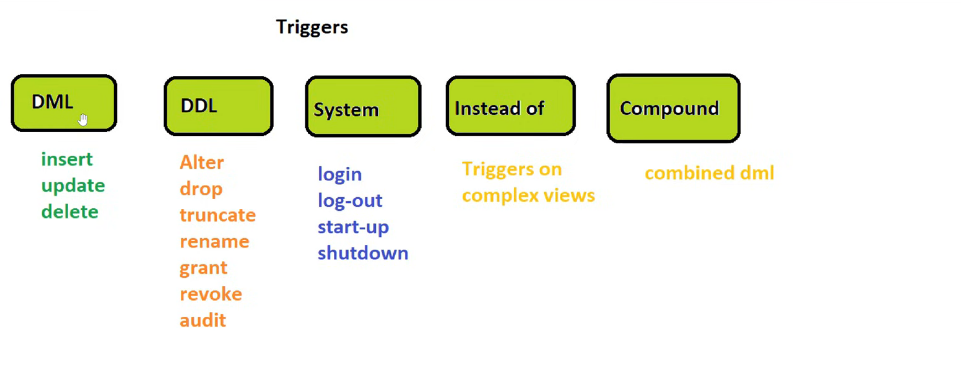 Triggers
DML
DDL
System
Instead of
Compound
insert
update
delete
Alter
drop
truncate
rename
grant
revoke
audit
login
log-out
start-up
shutdown
Triggers on
complex views
combined dml